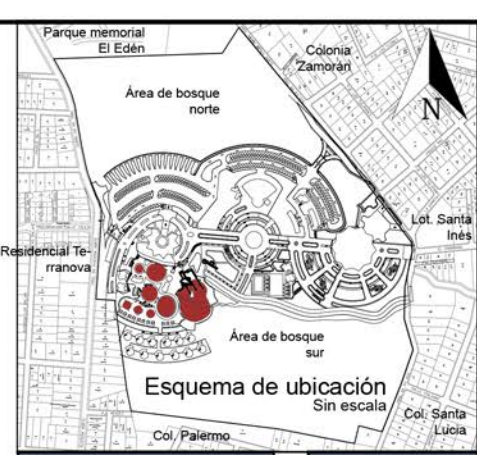 Parque memorial
El Edén
Colonia
Zamorán
Área de bosque
norte
N
Lot. Santa
Inés
Residencial Te-
rranova
Área de bosque
sur
Esquema de ubicación
Sin escala
Col. Santa
Lucia
Col. Palermo